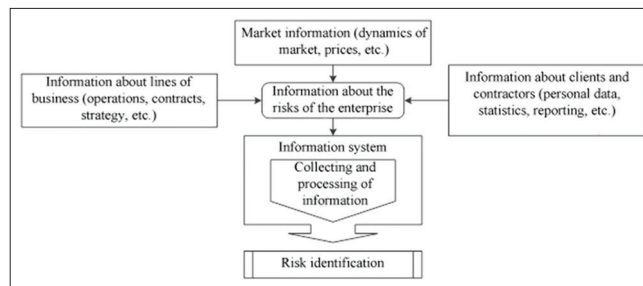 Market information (dynamics of
market, prices, etc.)
Information about lines of
business (operations, contracts,
strategy, etc.)
Information about the
risks of the enterprise
Information about clients and
contractors (personal data,
statistics, reporting, etc.)
Information system
Collecting and
processing of
information
Risk identification